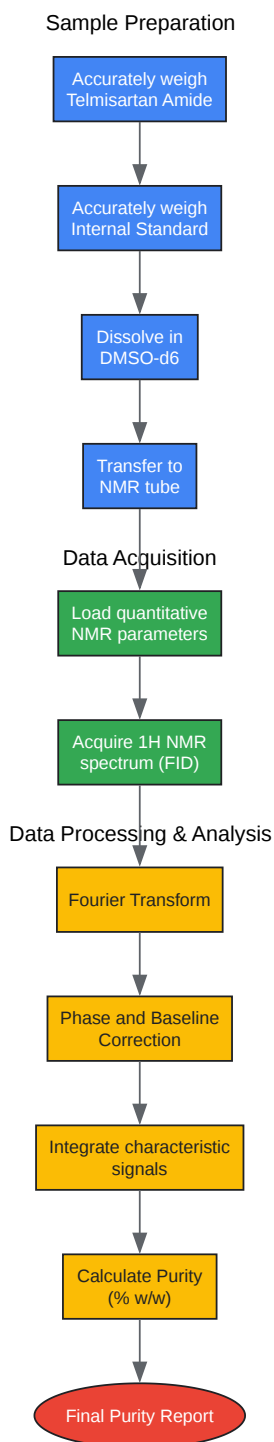 Sample Preparation
Accurately weigh
Telmisartan Amide
Accurately weigh
Internal Standard
Dissolve in
DMSO-d6
Transfer to
NMR tube
Data Acquisition
Load quantitative
NMR parameters
Acquire 1H NMR
spectrum (FID)
Data Processing & Analysis
Fourier Transform
Phase and Baseline
Correction
Integrate characteristic
signals
Calculate Purity
(% w/w)
Final Purity Report